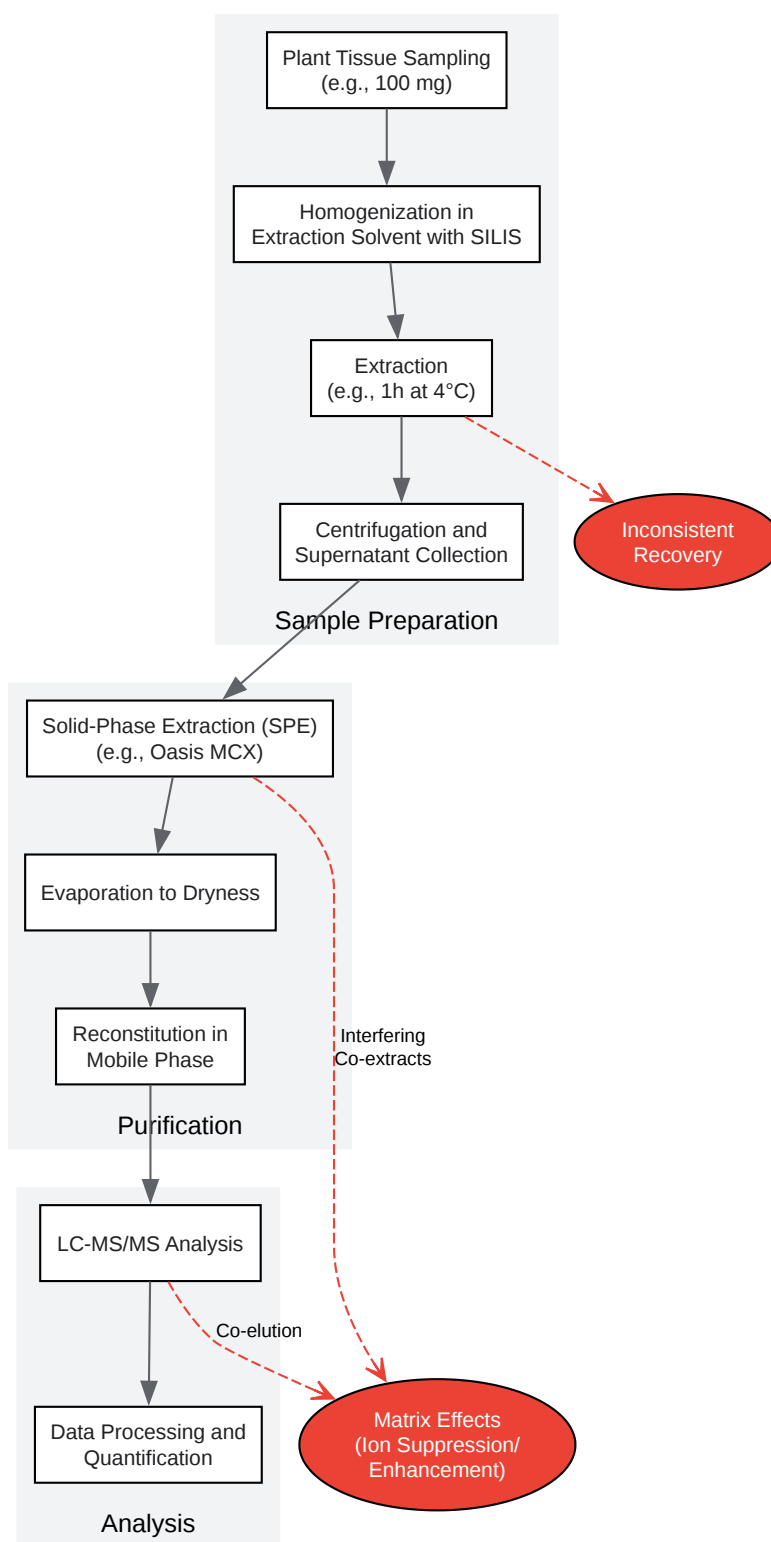 Plant Tissue Sampling
(e.g., 100 mg)
Homogenization in
Extraction Solvent with SILIS
Extraction
(e.g., 1h at 4°C)
Centrifugation and
Supernatant Collection
Inconsistent
Recovery
Sample Preparation
Solid-Phase Extraction (SPE)
(e.g., Oasis MCX)
Evaporation to Dryness
Reconstitution in
Mobile Phase
Interfering
Co-extracts
Purification
LC-MS/MS Analysis
Co-elution
Data Processing and
Quantification
Matrix Effects
(Ion Suppression/
Enhancement)
Analysis